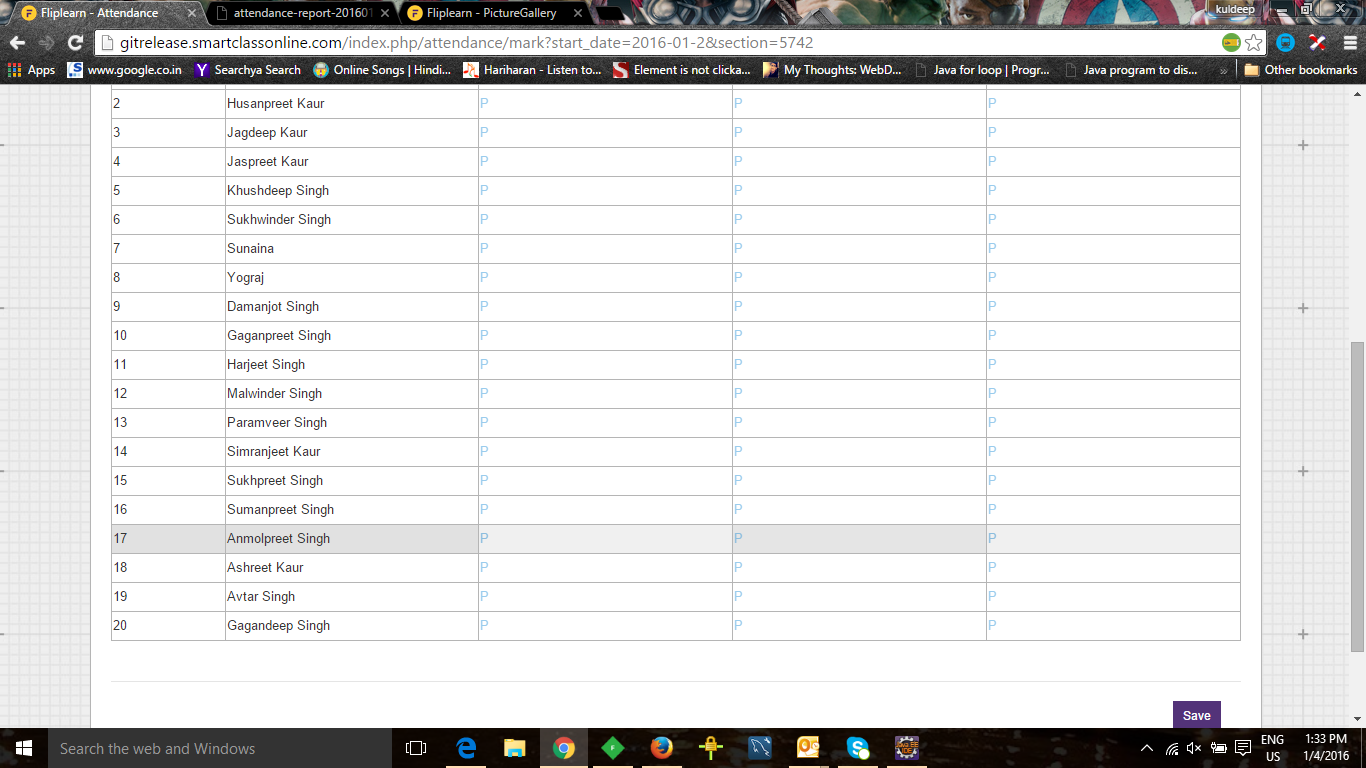 Fliplearn - Attendance attendance-report-201601 Fliplearn - PictureGallery kuldeep
gitrelease.smartclassonline.com/index.php/attendance/mark?start_date=2016-01-2&section=5742
Apps www.google.co.in Searchya Search Online Songs | Hindi... Hariharan - Listen to... Element is not clicka... My Thoughts: WebD... Java for loop | Progr... Java program to dis... » Other bookmarks
2 Husanpreet Kaur P P P
3 Jagdeep Kaur P P P
4 Jaspreet Kaur P P P
5 Khushdeep Singh P P P
6 Sukhwinder Singh P P P
7 Sunaina P P P
8 Yograj P P P
9 Damanjot Singh P P P
10 Gaganpreet Singh P P P
11 Harjeet Singh P P P
12 Malwinder Singh P P P
13 Paramveer Singh P P P
14 Simranjeet Kaur P P P
15 Sukhpreet Singh P P P
16 Sumanpreet Singh P P P
17 Anmolpreet Singh P P P
18 Ashreet Kaur P P P
19 Avtar Singh P P P
20 Gagandeep Singh P P P
Save
Search the web and Windows
ENG 1:33 PM
US 1/4/2016